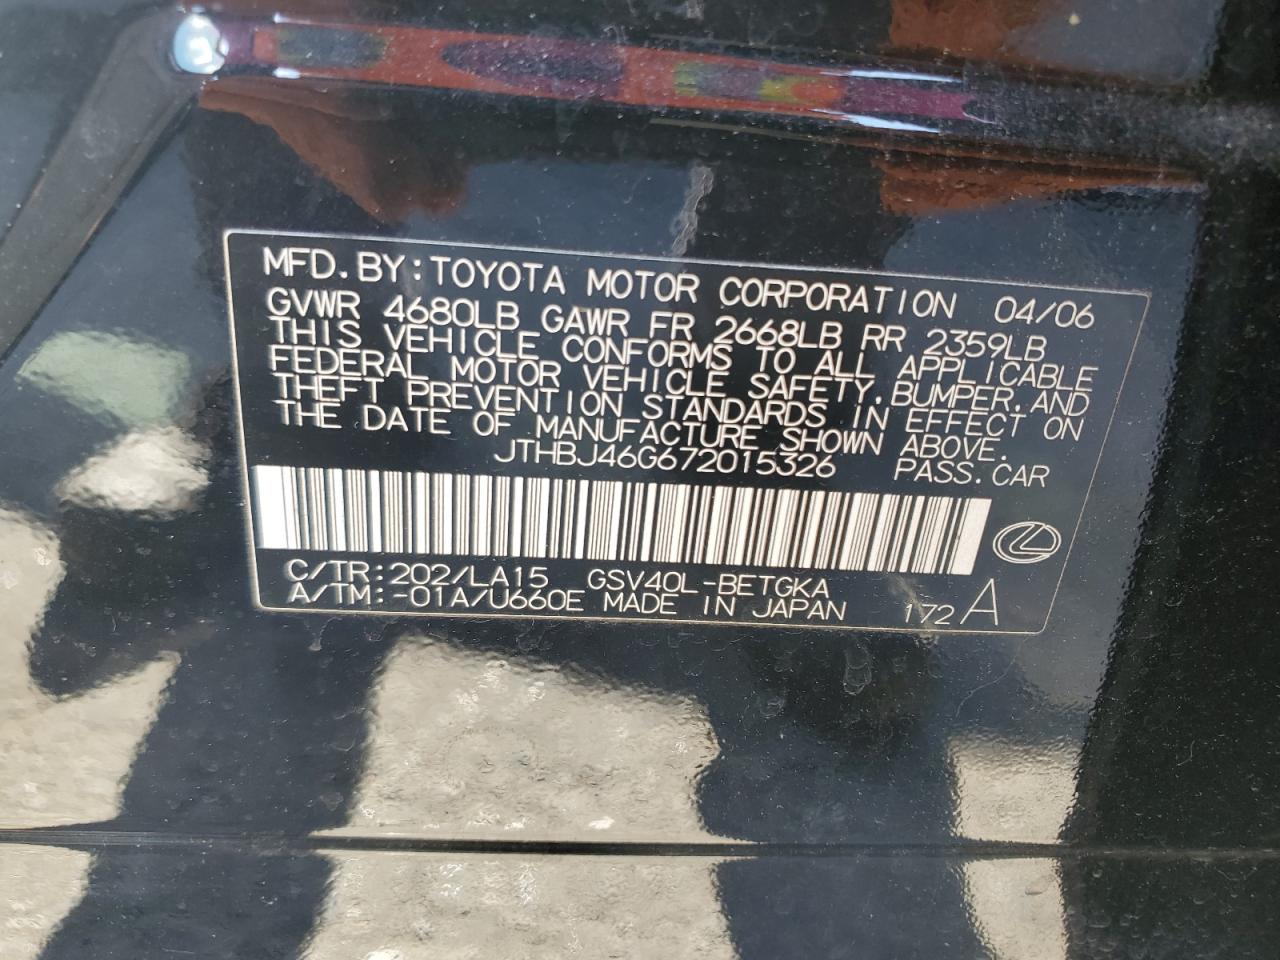 MFD. BY: TOYOTA MOTOR CORPORATION 04/06
GVWR 4680LB GAWR FR 2668LB RR 2359LB
THIS VEHICLE CONFORMS TO ALL APPLICABLE
FEDERAL MOTOR VEHICLE SAFETY, BUMPER, AND
THEFT PREVENTION STANDARDS IN EFFECT ON
THE DATE OF MANUFACTURE SHOWN ABOVE.
JTHBJ46G672015326 PASS. CAR
C/TR: 202/LA15 GSV40L-BETGKA
A/TM: -01A/U660E MADE IN JAPAN 172 A